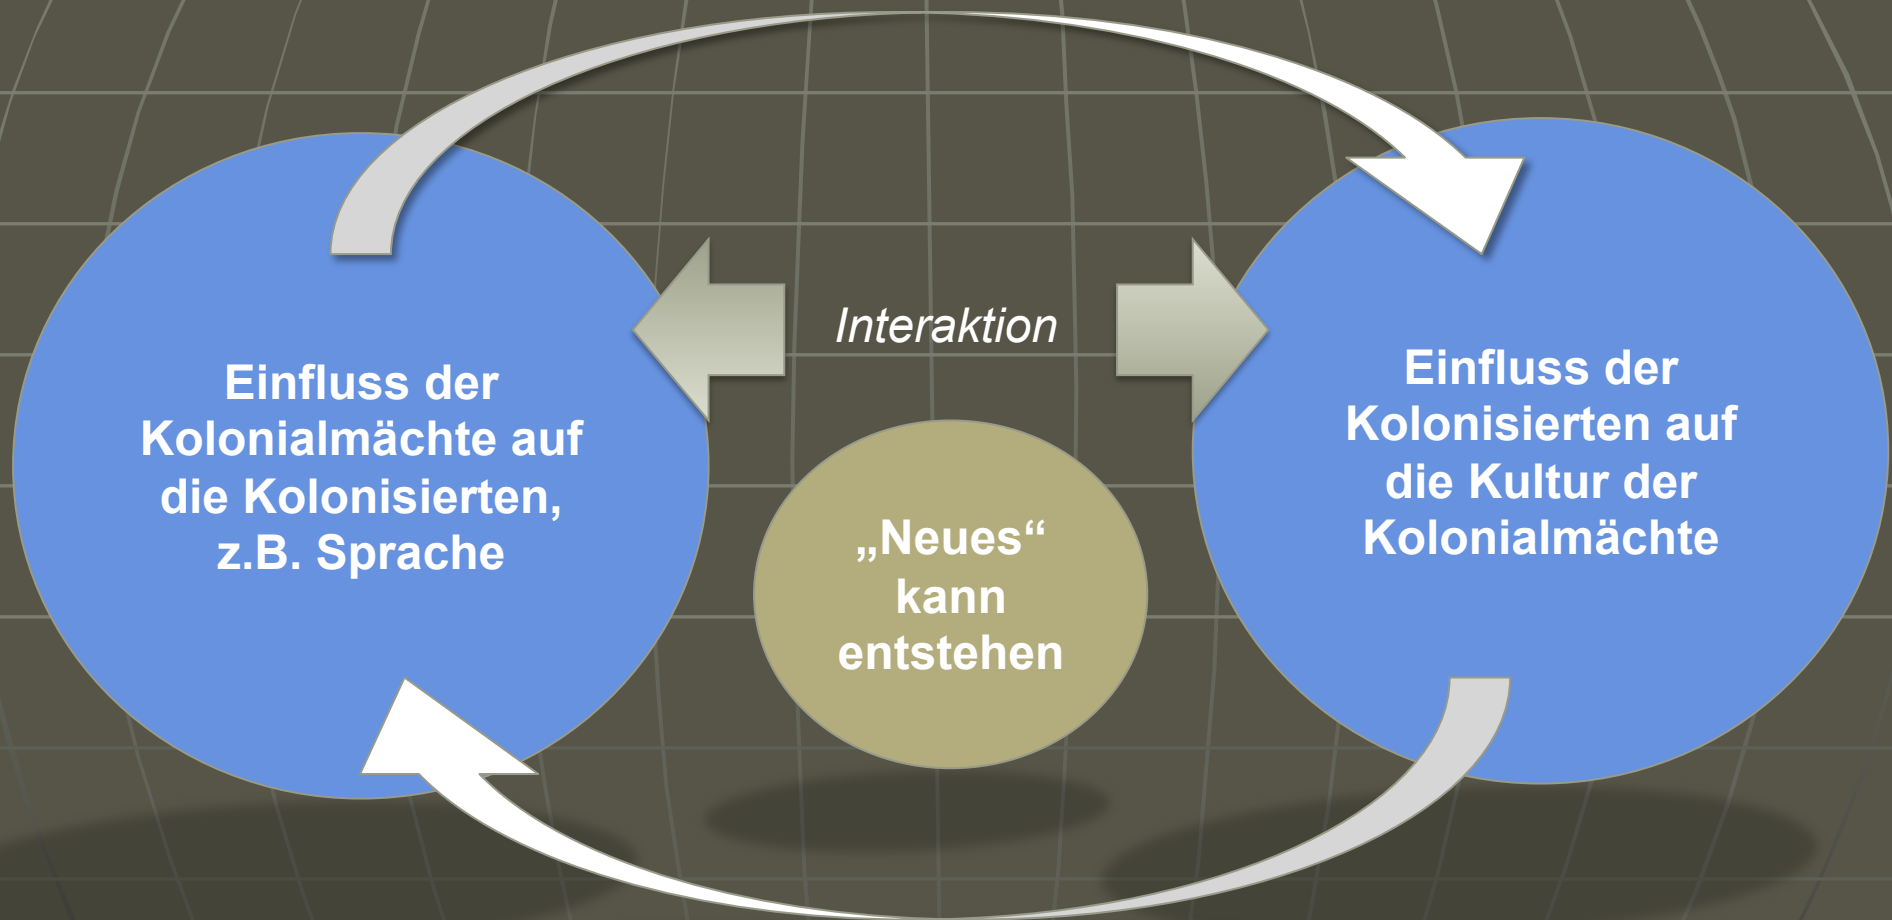 Interaktion
Einfluss der
Kolonialmächte auf
die Kolonisierten,
z.B. Sprache
„Neues“
kann
entstehen
Einfluss der
Kolonisierten auf
die Kultur der
Kolonialmächte